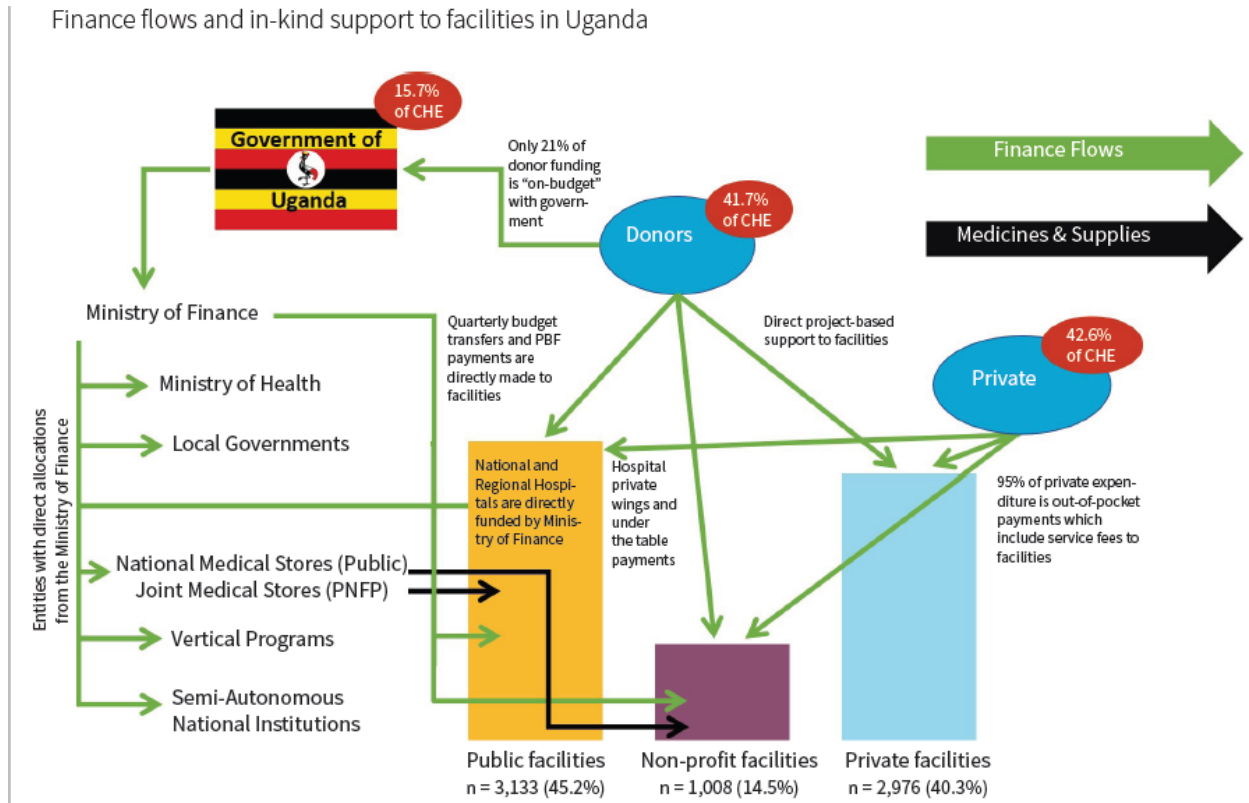 Finance flows and in-kind support to facilities in Uganda
15.7%
of CHE
Government of
Uganda
Only 21% of
donor funding
is “on-budget”
with govern-
ment
41.7%
of CHE
Donors
Finance Flows
Medicines & Supplies
Ministry of Finance
Quarterly budget
transfers and PBF
payments are
directly made to
facilities
Direct project-based
support to facilities
42.6%
of CHE
Private
Entities with direct allocations
from the Ministry of Finance
Ministry of Health
Local Governments
National Medical Stores (Public)
Joint Medical Stores (PNFP)
Vertical Programs
Semi-Autonomous
National Institutions
National and
Regional Hospi-
tals are directly
funded by Minis-
try of Finance
Hospital
private
wings and
under
the table
payments
95% of private expen-
diture is out-of-pocket
payments which
include service fees to
facilities
Public facilities
n = 3,133 (45.2%)
Non-profit facilities
n = 1,008 (14.5%)
Private facilities
n = 2,976 (40.3%)